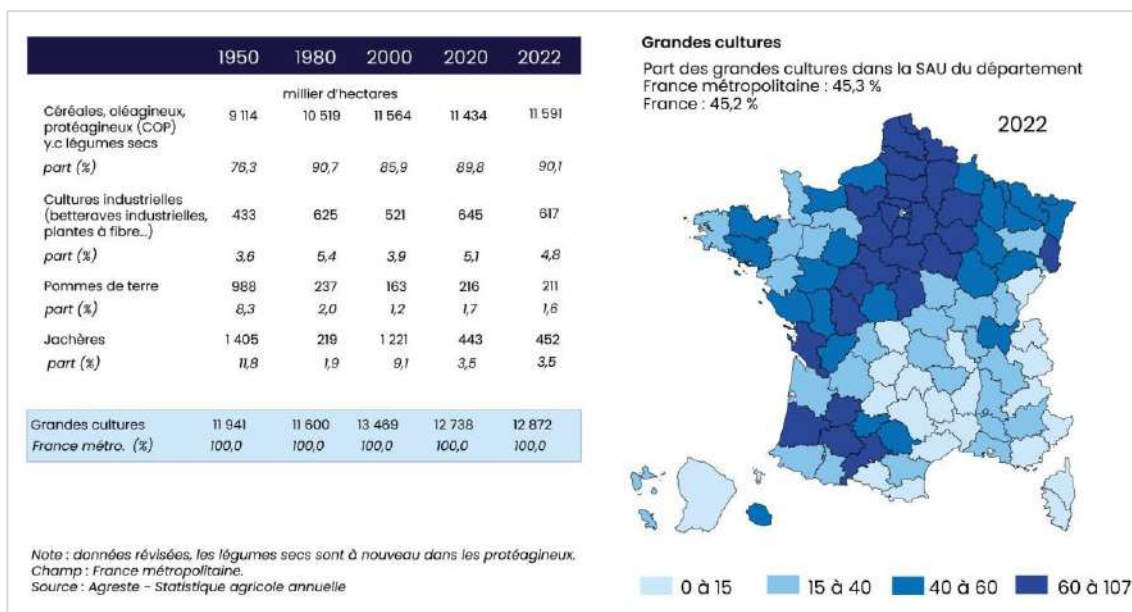 1950 1980 2000 2020 2022
millier d'hectares
Céréales, oléagineux,
protéagineux (COP)
y.c légumes secs
9 114 10 519 11 564 11 434 11 591
part (%) 76,3 90,7 85,9 89,8 90,1
Cultures industrielles
(betteraves industrielles,
plantes à fibre...)
433 625 521 645 617
part (%) 3,6 5,4 3,9 5,1 4,8
Pommes de terre 988 237 163 216 211
part (%) 8,3 2,0 1,2 1,7 1,6
Jachères 1 405 219 1 221 443 452
part (%) 11,8 1,9 9,1 3,5 3,5
Grandes cultures 11 941 11 600 13 469 12 738 12 872
France métro. (%) 100,0 100,0 100,0 100,0 100,0
Note : données révisées, les légumes secs sont à nouveau dans les protéagineux.
Champ : France métropolitaine.
Source : Agreste - Statistique agricole annuelle
Grandes cultures
Part des grandes cultures dans la SAU du département
France métropolitaine : 45,3 %
France : 45,2 %
2022
0 à 15 15 à 40 40 à 60 60 à 107